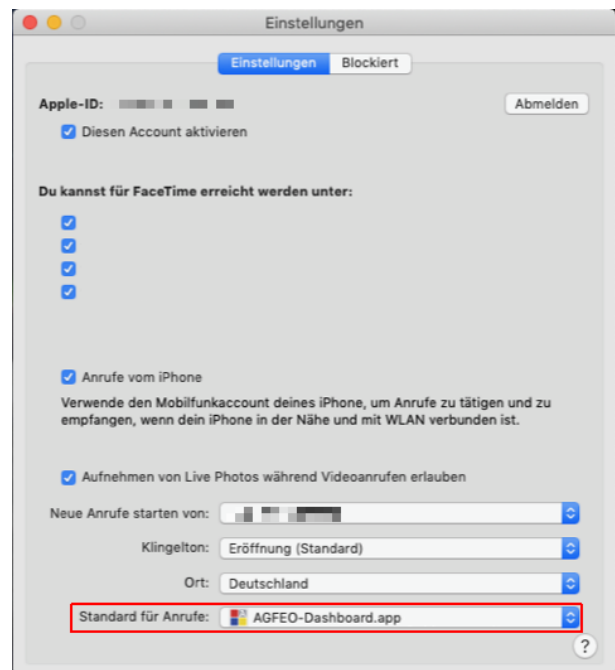 Einstellungen
Einstellungen Blockiert
Apple-ID: Abmelden
Diesen Account aktivieren
Du kannst für FaceTime erreicht werden unter:
Anrufe vom iPhone
Verwende den Mobilfunkaccount deines iPhone, um Anrufe zu tätigen und zu
empfangen, wenn dein iPhone in der Nähe und mit WLAN verbunden ist.
Aufnehmen von Live Photos während Videoanrufen erlauben
Neue Anrufe starten von:
Klingelton: Eröffnung (Standard)
Ort: Deutschland
Standard für Anrufe: AGFEO-Dashboard.app
?